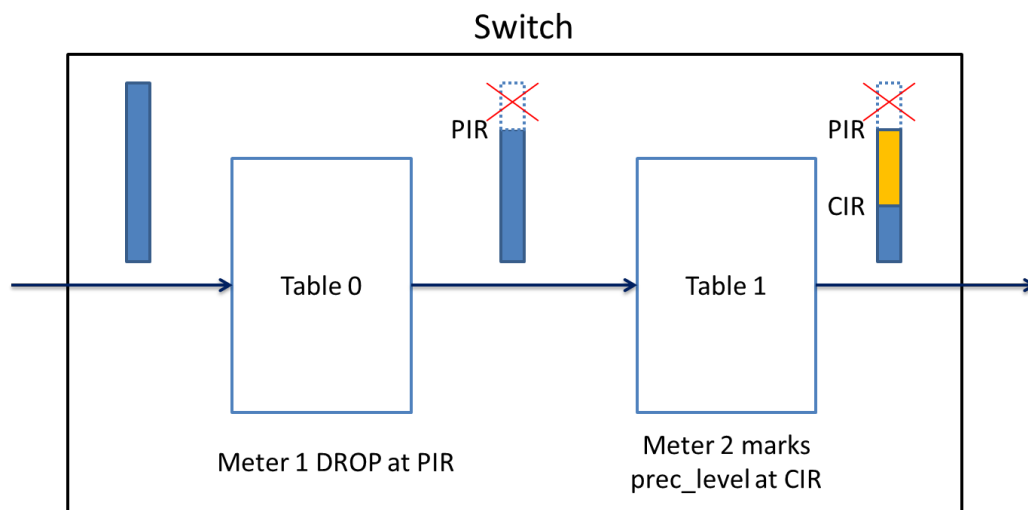 Switch
PIR
PIR
CIR
Table 0
Table 1
Meter 1 DROP at PIR
Meter 2 marks
prec_level at CIR